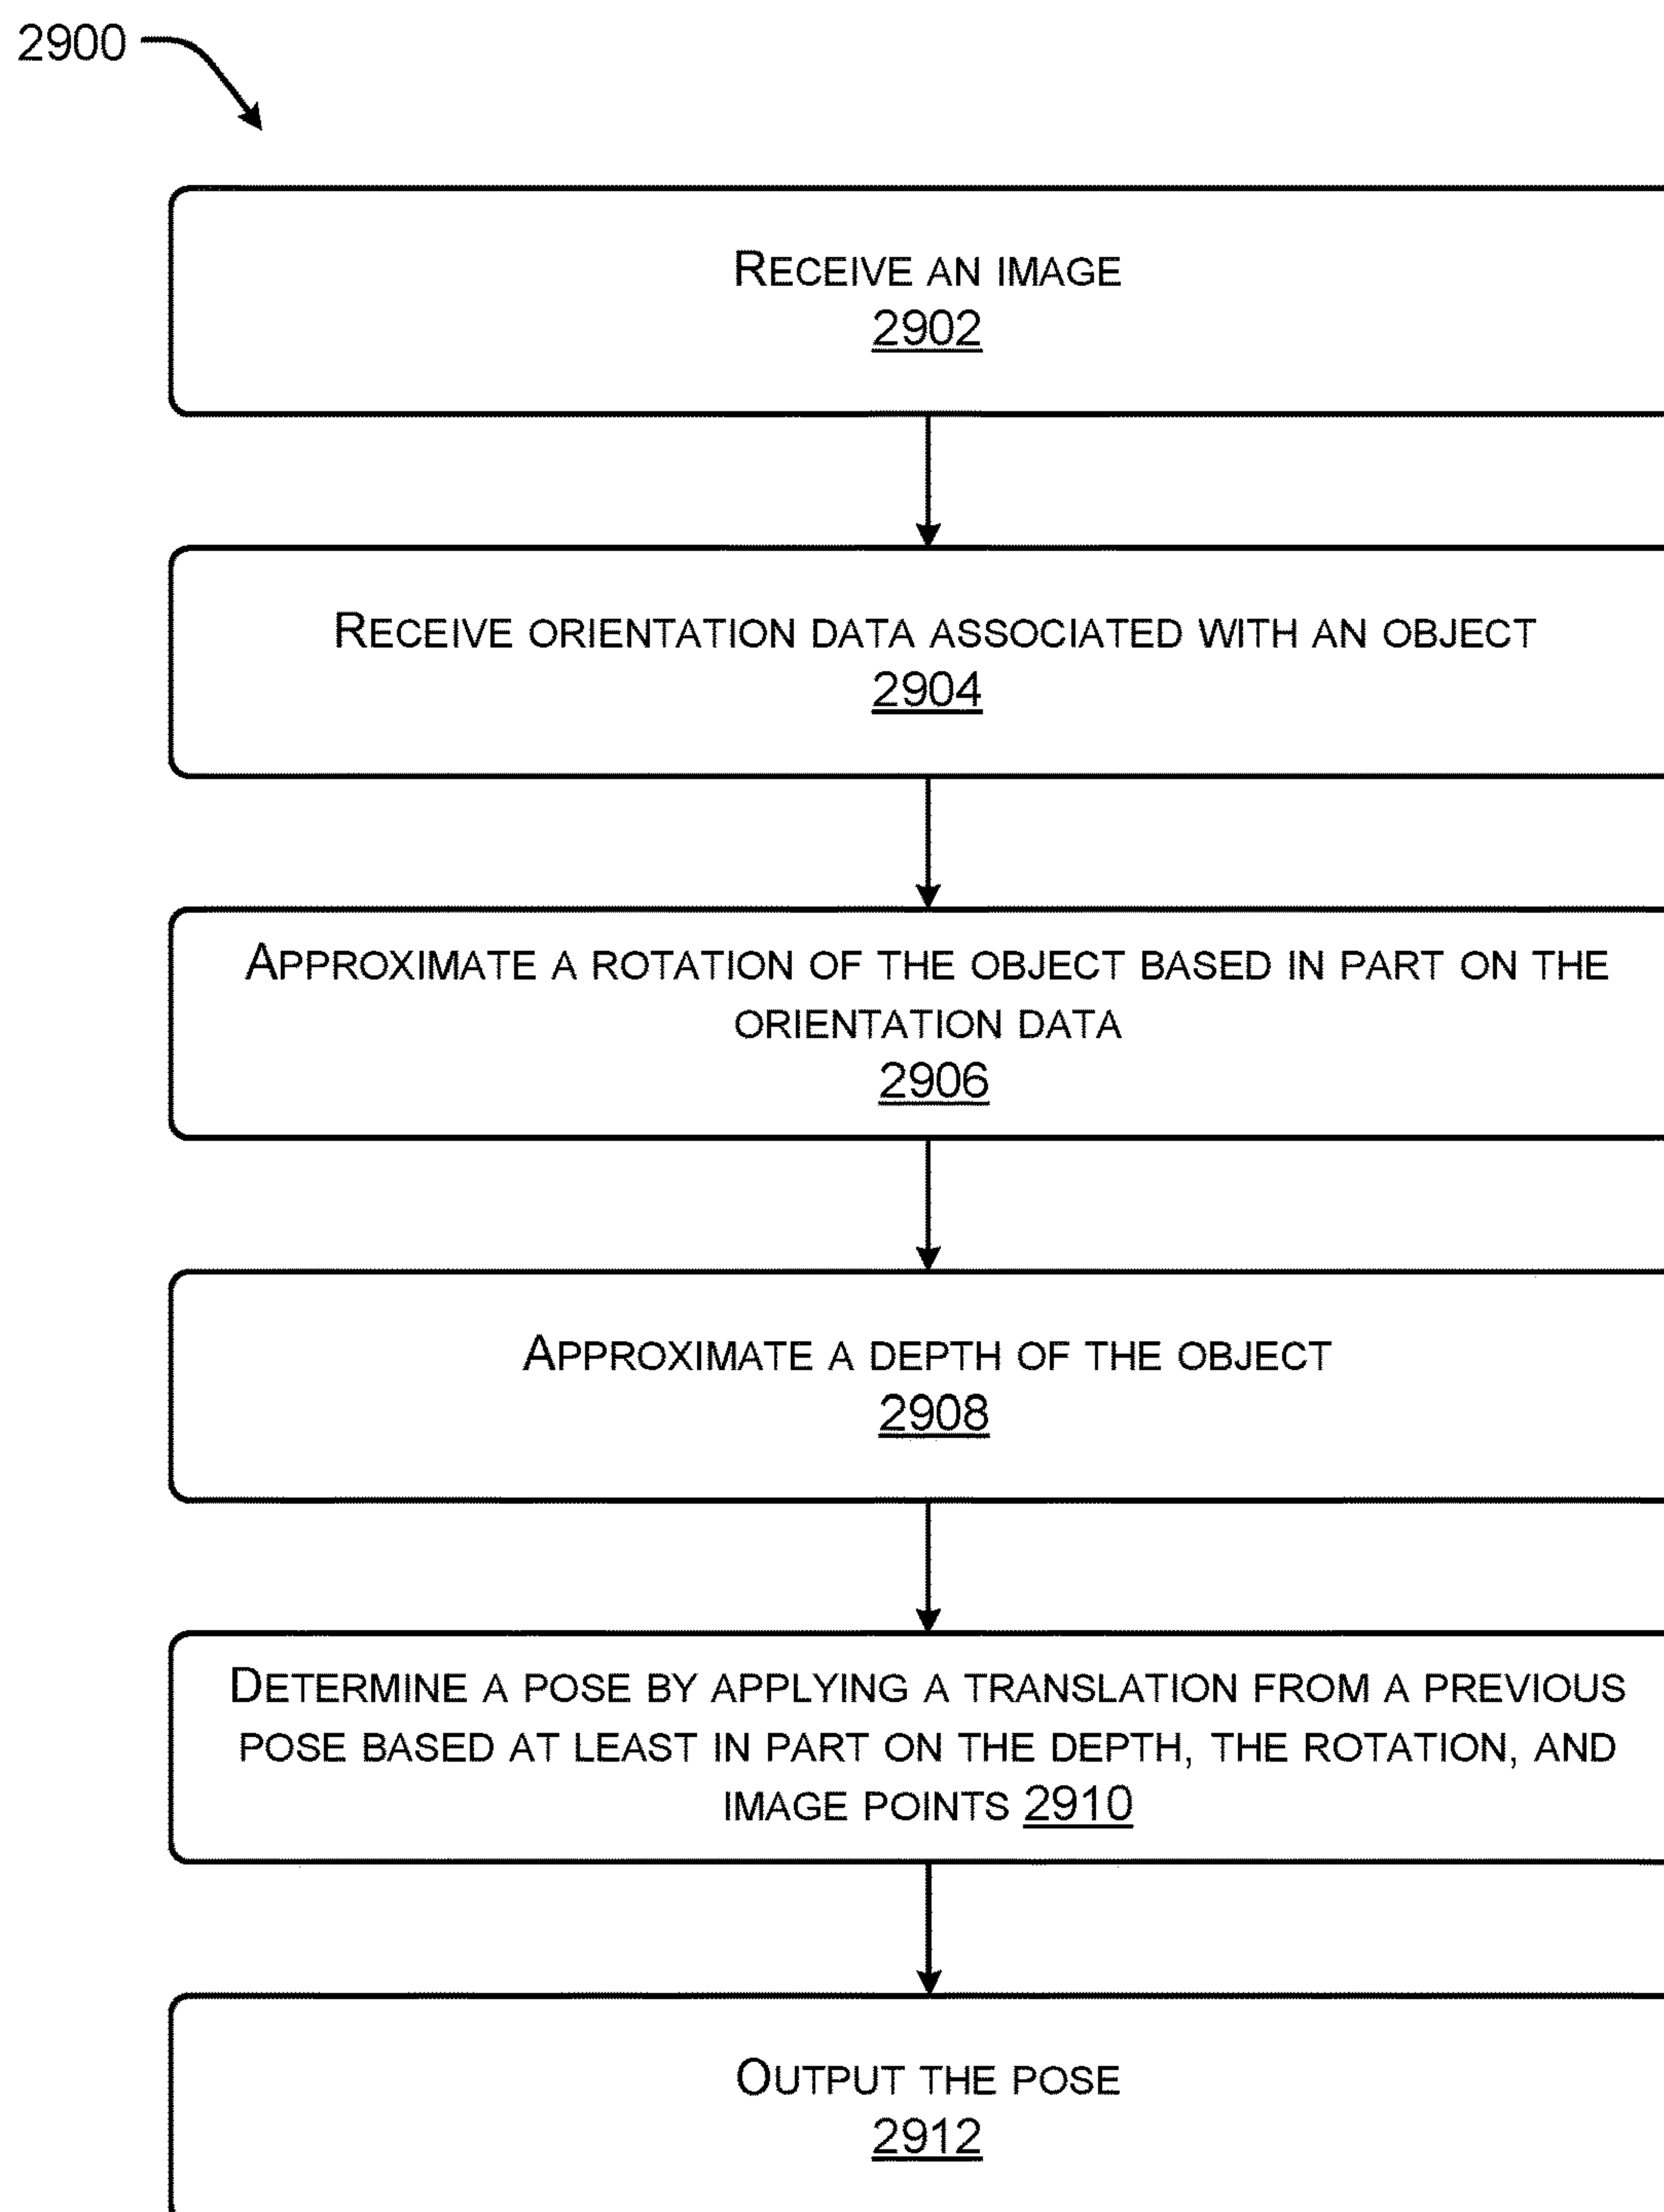 2900
RECEIVE AN IMAGE
2902
RECEIVE ORIENTATION DATA ASSOCIATED WITH AN OBJECT
2904
APPROXIMATE A ROTATION OF THE OBJECT BASED IN PART ON THE
ORIENTATION DATA
2906
APPROXIMATE A DEPTH OF THE OBJECT
2908
DETERMINE A POSE BY APPLYING A TRANSLATION FROM A PREVIOUS
POSE BASED AT LEAST IN PART ON THE DEPTH, THE ROTATION, AND
IMAGE POINTS 2910
OUTPUT THE POSE
2912